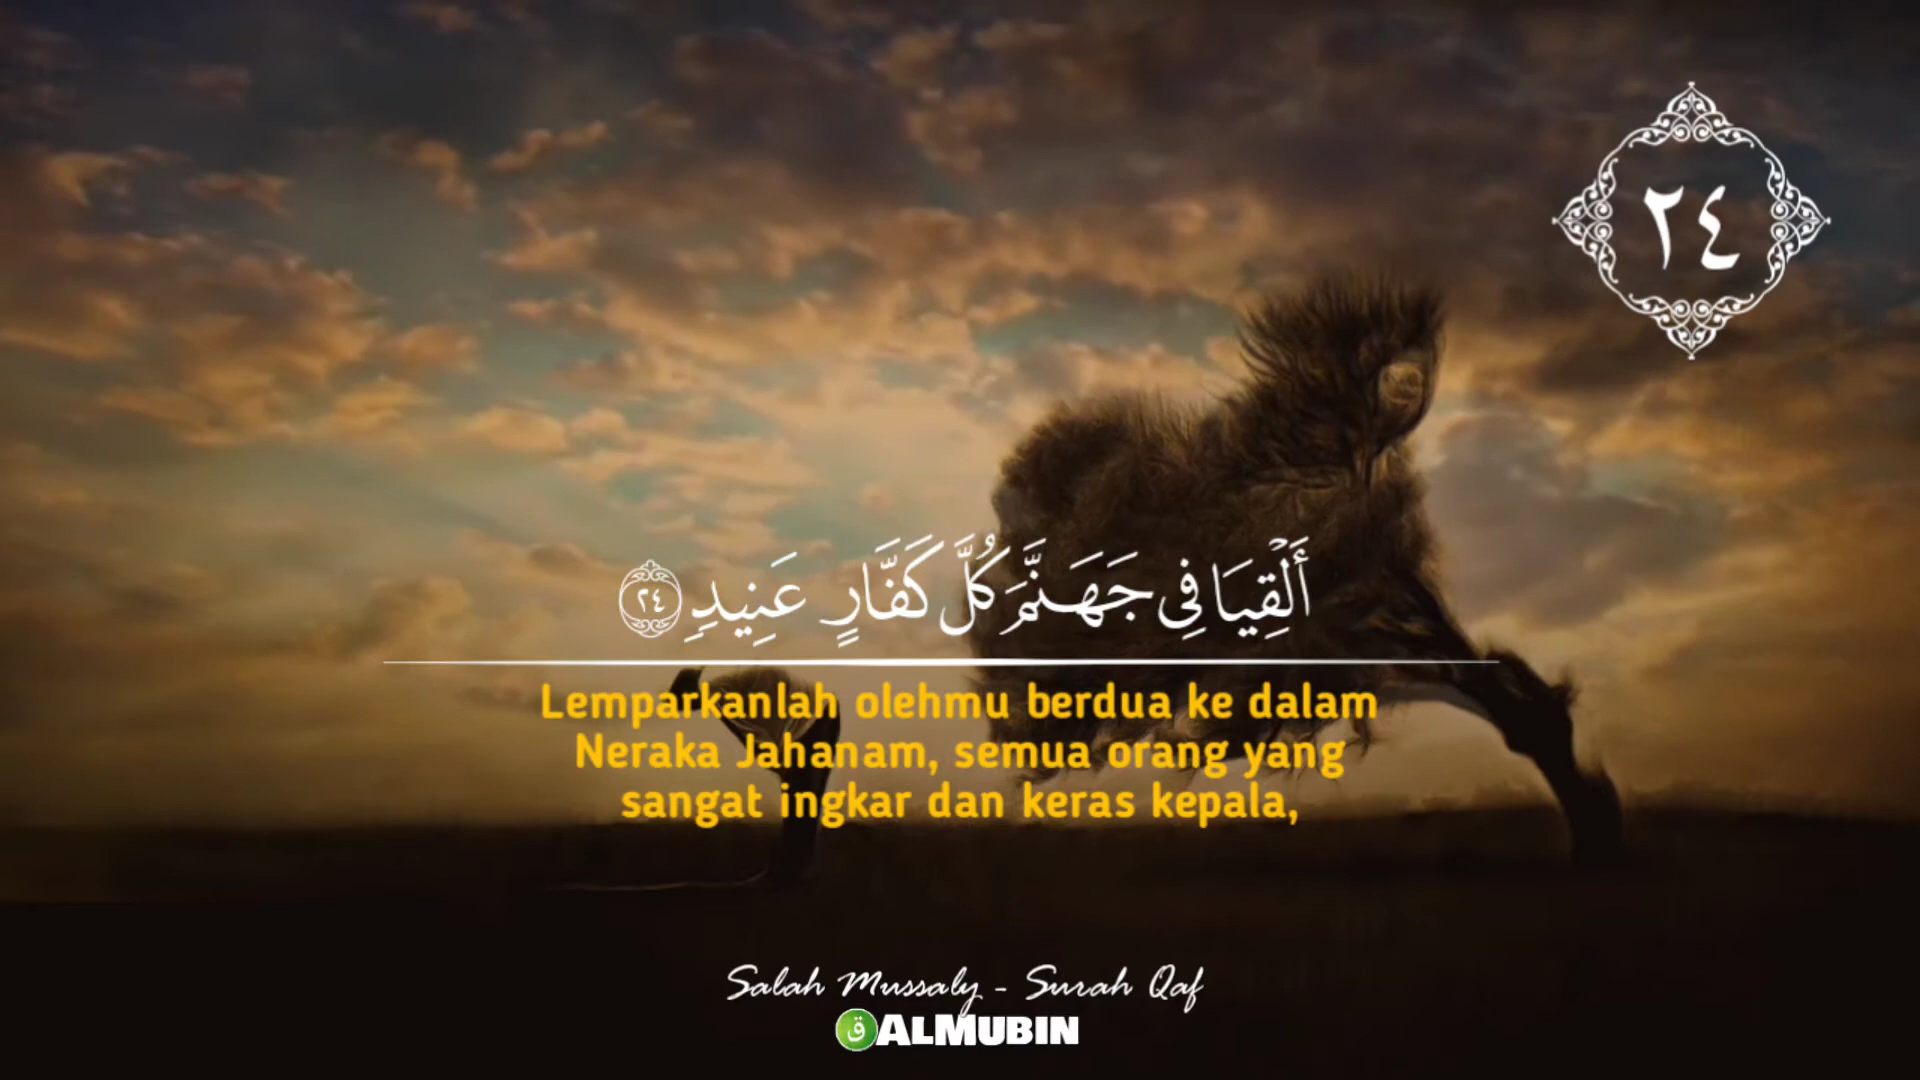 ٢٤
أَلْقِيَا فِى جَهَنَّمَ كُلَّ كَفَّارٍ عَنِيدٍ ٢٤
Lemparkanlah olehmu berdua ke dalam
Neraka Jahanam, semua orang yang
sangat ingkar dan keras kepala,
Salah Mussaly - Surah Qaf
ق ALMUBIN